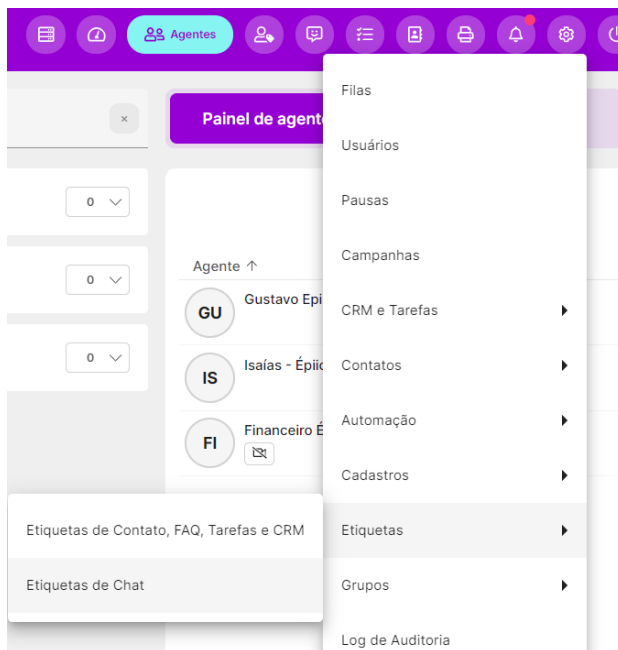 Agentes
Painel de agent
Agente
0
0
0
GU
Gustavo Epi
IS
Isaías - Épiic
FI
Financeiro É
Filas
Usuários
Pausas
Campanhas
CRM e Tarefas
Contatos
Automação
Cadastros
Etiquetas
Grupos
Log de Auditoria
Etiquetas de Contato, FAQ, Tarefas e CRM
Etiquetas de Chat